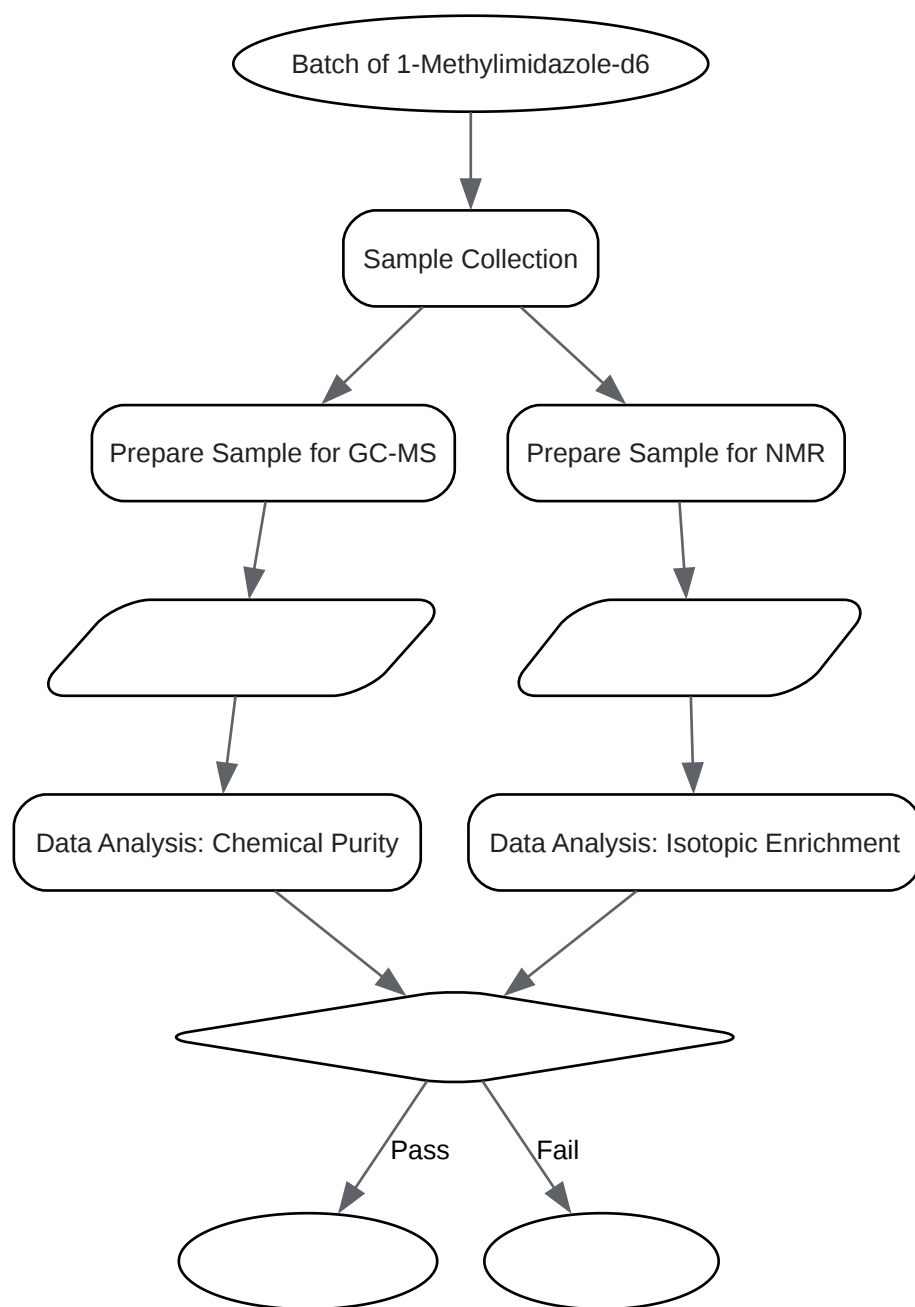 Batch of 1-Methylimidazole-d6
Sample Collection
Prepare Sample for GC-MS
Prepare Sample for NMR
Data Analysis: Chemical Purity
Data Analysis: Isotopic Enrichment
Pass
Fail